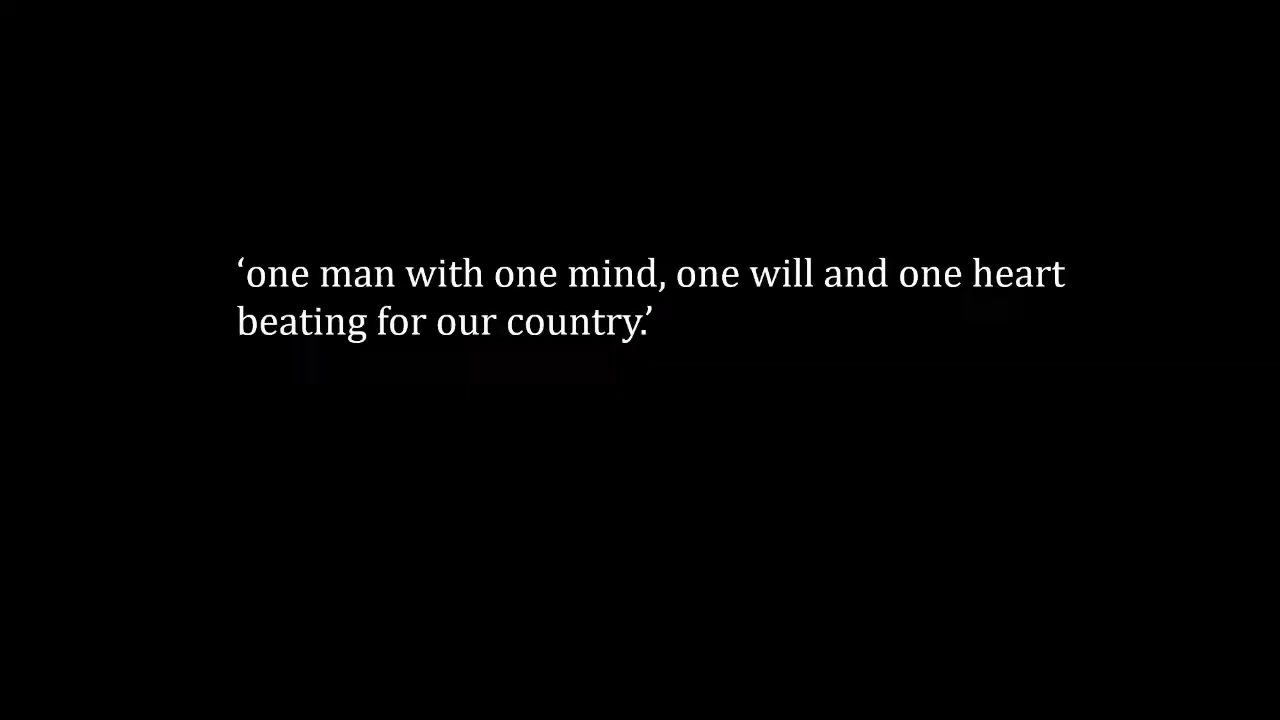 ‘one man with one mind, one will and one heart
beating for our country.’